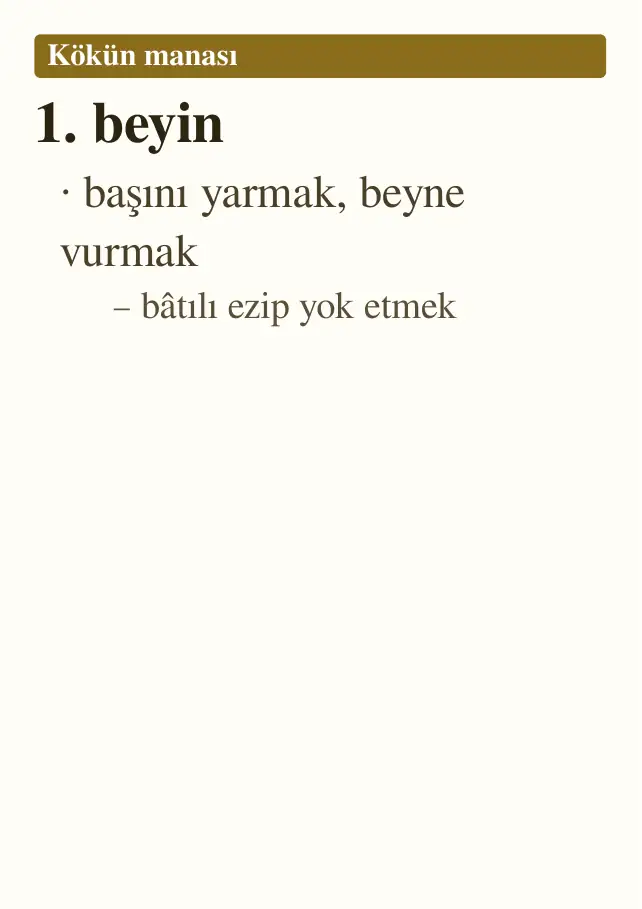 Kökün manası
1. beyin
· başını yarmak, beyne
vurmak
– bâtılı ezip yok etmek